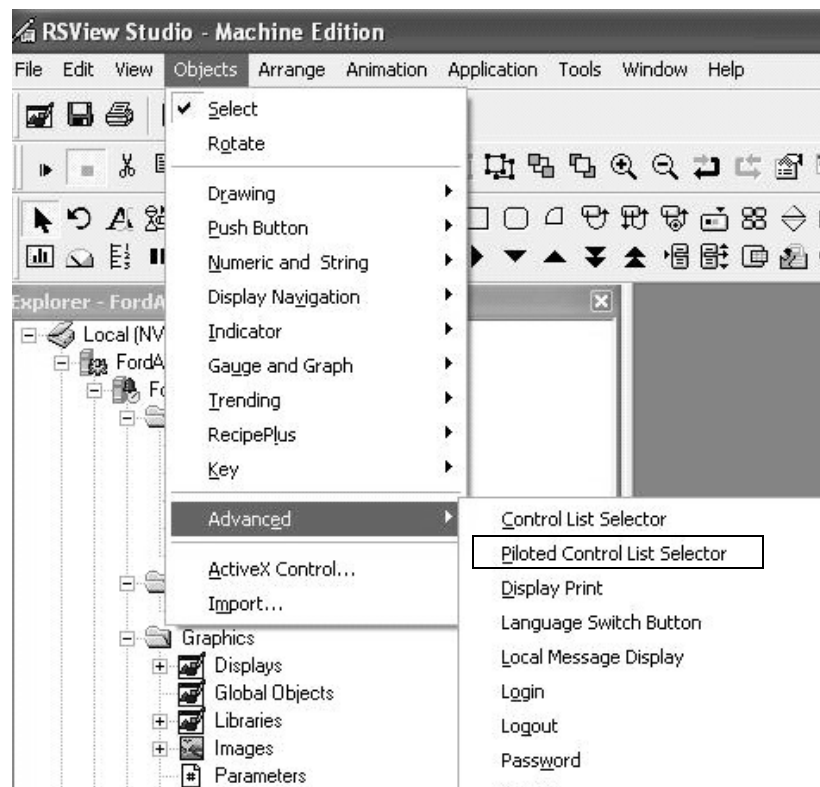 RSView Studio - Machine Edition
File Edit View Objects Arrange Animation Application Tools Window Help
Select
Rotate
Drawing
Push Button
Numeric and String
Display Navigation
Indicator
Gauge and Graph
Trending
RecipePlus
Key
Advanced
ActiveX Control...
Import...
Control List Selector
Piloted Control List Selector
Display Print
Language Switch Button
Local Message Display
Login
Logout
Password
Explorer - FordA
Local (NV
FordA
Fo
Graphics
Displays
Global Objects
Libraries
Images
Parameters